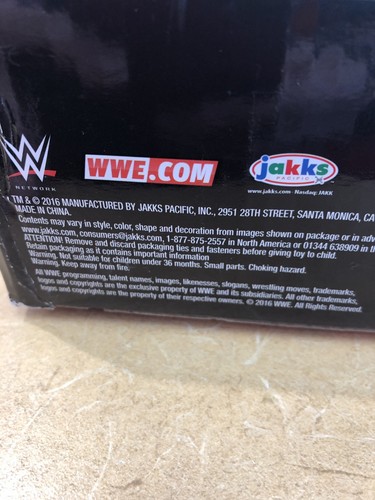 W
NETWORK
WWE.COM
jakks
PACIFIC
www.jakks.com Nasdaq: JAKK
TM & © 2016 MANUFACTURED BY JAKKS PACIFIC, INC., 2951 28TH STREET, SANTA MONICA, CA
MADE IN CHINA.
Contents may vary in style, color, shape and decoration from images shown on package or in adv
www.jakks.com, consumers@jakks.com, 1-877-875-2557 in North America or 01344 638909 in th
ATTENTION! Remove and discard packaging ties and fasteners before giving toy to child.
Retain packaging as it contains important information
Warning. Not suitable for children under 36 months. Small parts. Choking hazard.
Warning. Keep away from fire.
All WWE programming, talent names, images, likenesses, slogans, wrestling moves, trademarks,
logos and copyrights are the exclusive property of WWE and its subsidiaries. All other trademarks,
logos and copyrights are the property of their respective owners. © 2016 WWE. All Rights Reserved.